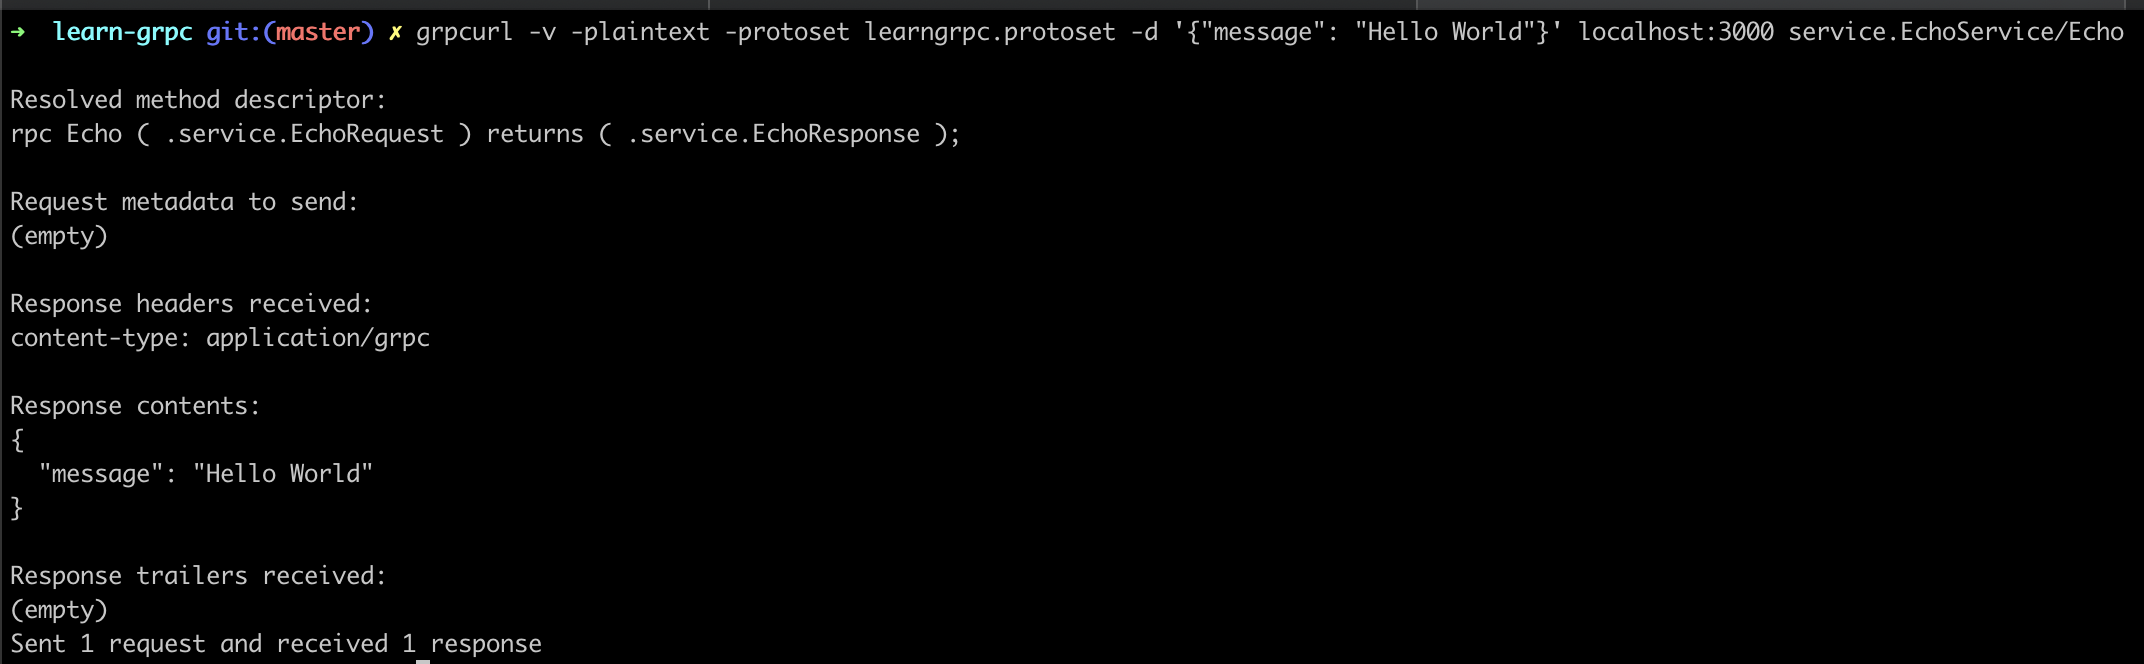 ➜  learn-grpc git:(master) ✗ grpcurl -v -plaintext -protoset learngrpc.protoset -d '{"message": "Hello World"}' localhost:3000 service.EchoService/Echo

Resolved method descriptor:
rpc Echo ( .service.EchoRequest ) returns ( .service.EchoResponse );

Request metadata to send:
(empty)

Response headers received:
content-type: application/grpc

Response contents:
{
  "message": "Hello World"
}

Response trailers received:
(empty)
Sent 1 request and received 1 response